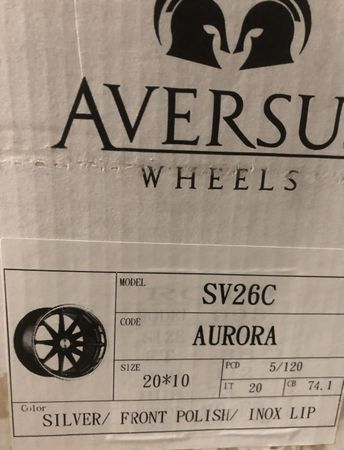 AVERSU
WHEELS
MODEL SV26C
CODE AURORA
SIZE 20*10 PCD 5/120
ET 20 CB 74.1
Color
SILVER/ FRONT POLISH/ INOX LIP